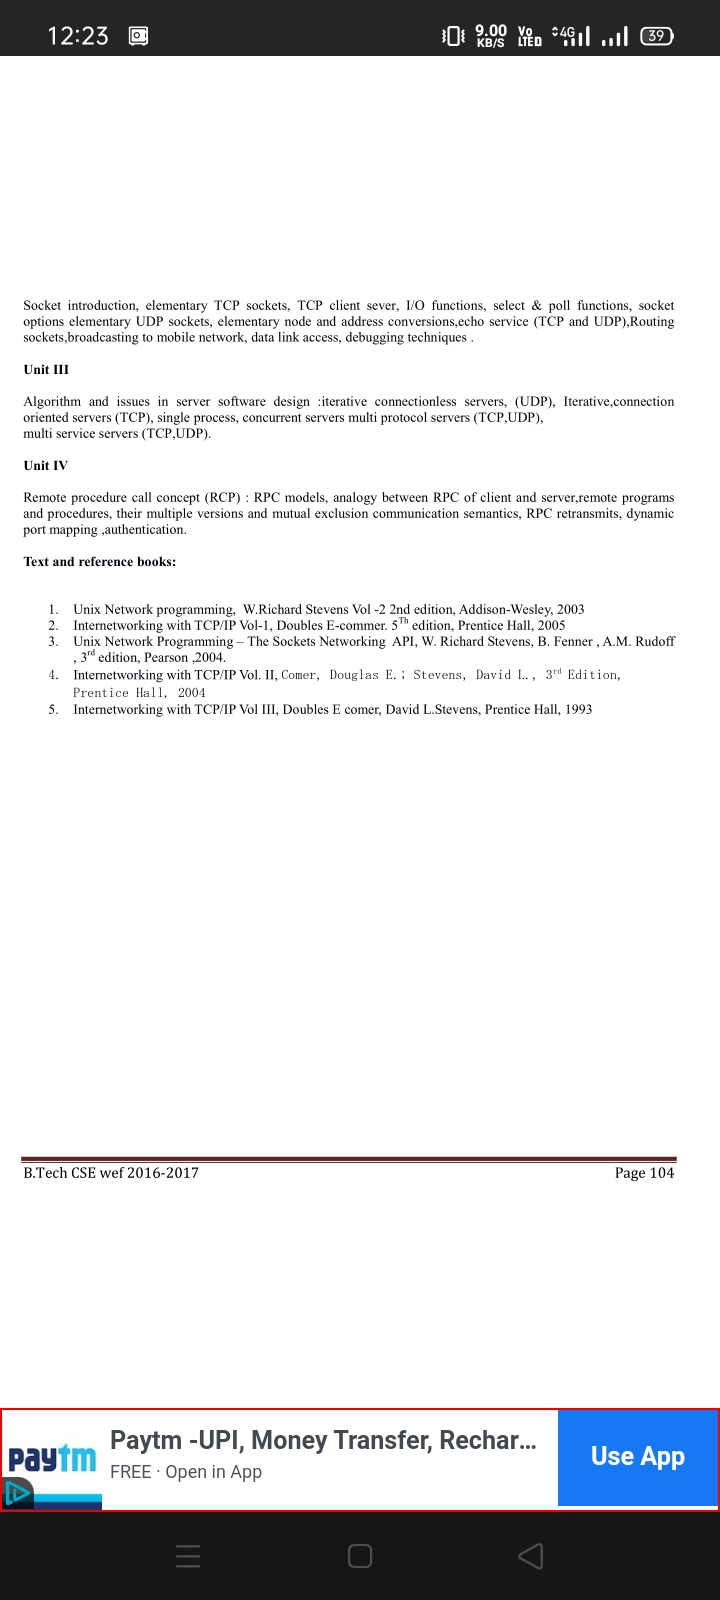 12:23
9.00 KB/S Vo LTE D 4G 39
Socket introduction, elementary TCP sockets, TCP client sever, I/O functions, select & poll functions, socket
options elementary UDP sockets, elementary node and address conversions,echo service (TCP and UDP),Routing
sockets,broadcasting to mobile network, data link access, debugging techniques .
Unit III
Algorithm and issues in server software design :iterative connectionless servers, (UDP), Iterative,connection
oriented servers (TCP), single process, concurrent servers multi protocol servers (TCP,UDP),
multi service servers (TCP,UDP).
Unit IV
Remote procedure call concept (RCP) : RPC models, analogy between RPC of client and server,remote programs
and procedures, their multiple versions and mutual exclusion communication semantics, RPC retransmits, dynamic
port mapping ,authentication.
Text and reference books:
1. Unix Network programming, W.Richard Stevens Vol -2 2nd edition, Addison-Wesley, 2003
2. Internetworking with TCP/IP Vol-1, Doubles E-commer. 5Th edition, Prentice Hall, 2005
3. Unix Network Programming – The Sockets Networking API, W. Richard Stevens, B. Fenner , A.M. Rudoff
, 3rd edition, Pearson ,2004.
4. Internetworking with TCP/IP Vol. II, Comer, Douglas E.; Stevens, David L., 3rd Edition,
Prentice Hall, 2004
5. Internetworking with TCP/IP Vol III, Doubles E comer, David L.Stevens, Prentice Hall, 1993
B.Tech CSE wef 2016-2017 Page 104
paytm
Paytm -UPI, Money Transfer, Rechar...
FREE · Open in App
Use App